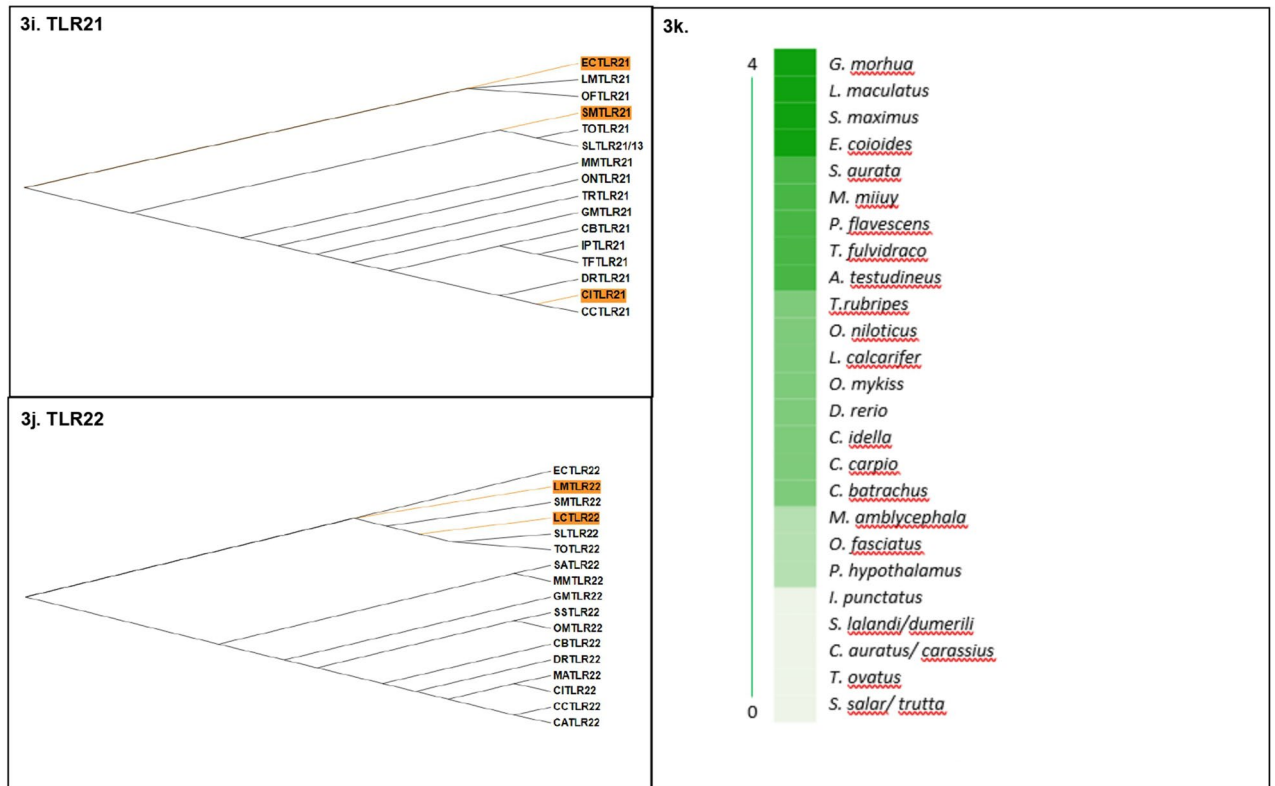 3i. TLR21
ECTLR21
LMTLR21
OFTLR21
SMTLR21
TOTLR21
SLTLR21/13
MMTLR21
ONTLR21
TRTLR21
GMTLR21
CBTLR21
IPTLR21
TFTLR21
DRTLR21
CITLR21
CCTLR21
3j. TLR22
ECTLR22
LMTLR22
SMTLR22
LCTLR22
SLTLR22
TOTLR22
SATLR22
MMTLR22
GMTLR22
SSTLR22
OMTLR22
CBTLR22
DRTLR22
MATLR22
CITLR22
CCTLR22
CATLR22
3k.
4
G. morhua
L. maculatus
S. maximus
E. coioides
S. aurata
M. miiuy
P. flavescens
T. fulvidraco
A. testudineus
T.rubripes
O. niloticus
L. calcarifer
O. mykiss
D. rerio
C. idella
C. carpio
C. batrachus
M. amblycephala
O. fasciatus
P. hypothalamus
I. punctatus
S. lalandi/dumerili
C. auratus/ carassius
T. ovatus
S. salar/ trutta
0